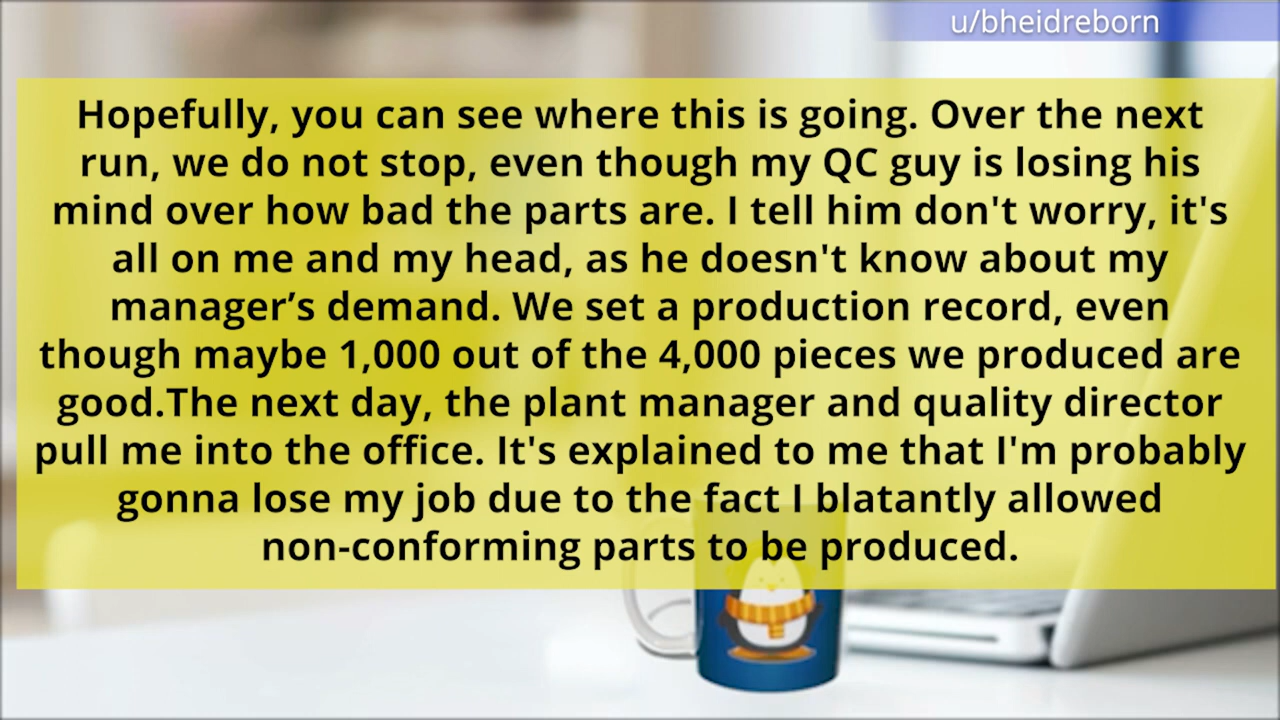 u/bheidreborn
Hopefully, you can see where this is going. Over the next
run, we do not stop, even though my QC guy is losing his
mind over how bad the parts are. I tell him don't worry, it's
all on me and my head, as he doesn't know about my
manager’s demand. We set a production record, even
though maybe 1,000 out of the 4,000 pieces we produced are
good.The next day, the plant manager and quality director
pull me into the office. It's explained to me that I'm probably
gonna lose my job due to the fact I blatantly allowed
non-conforming parts to be produced.